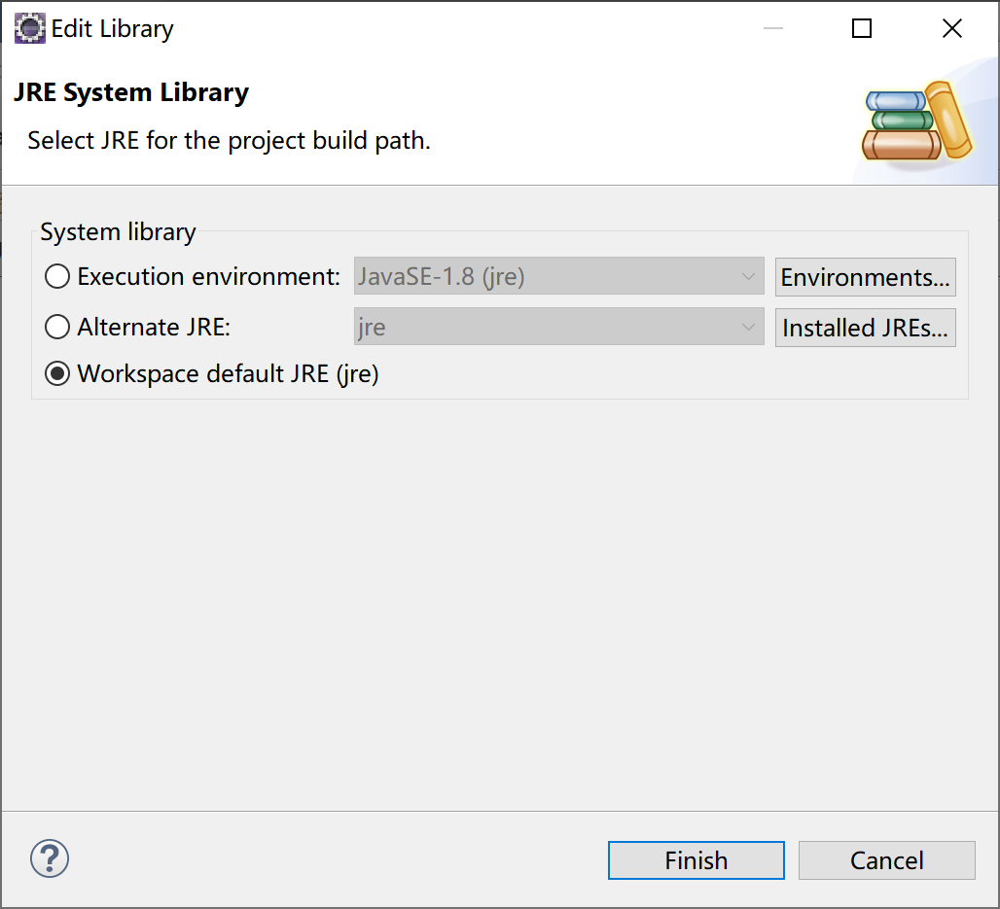 Edit Library
JRE System Library
Select JRE for the project build path.
System library
Execution environment: JavaSE-1.8 (jre) Environments...
Alternate JRE: jre Installed JREs...
Workspace default JRE (jre)
?
Finish Cancel